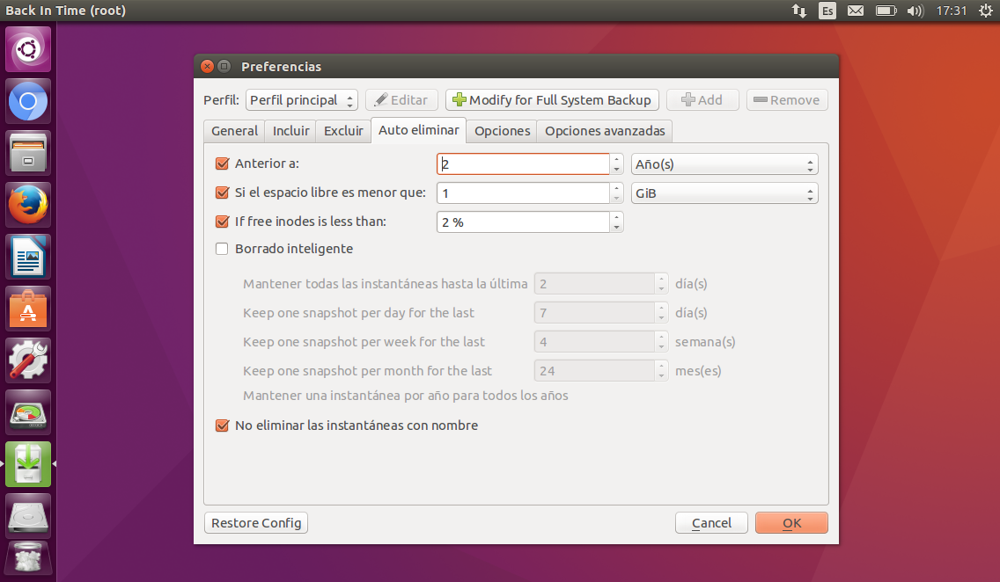 Back In Time (root) Es 17:31
Preferencias
Perfil: Perfil principal Editar Modify for Full System Backup Add Remove
General Incluir Excluir Auto eliminar Opciones Opciones avanzadas
Anterior a: 2 Año(s)
Si el espacio libre es menor que: 1 GiB
If free inodes is less than: 2 %
Borrado inteligente
Mantener todas las instantáneas hasta la última 2 día(s)
Keep one snapshot per day for the last 7 día(s)
Keep one snapshot per week for the last 4 semana(s)
Keep one snapshot per month for the last 24 mes(es)
Mantener una instantánea por año para todos los años
No eliminar las instantáneas con nombre
Restore Config Cancel OK